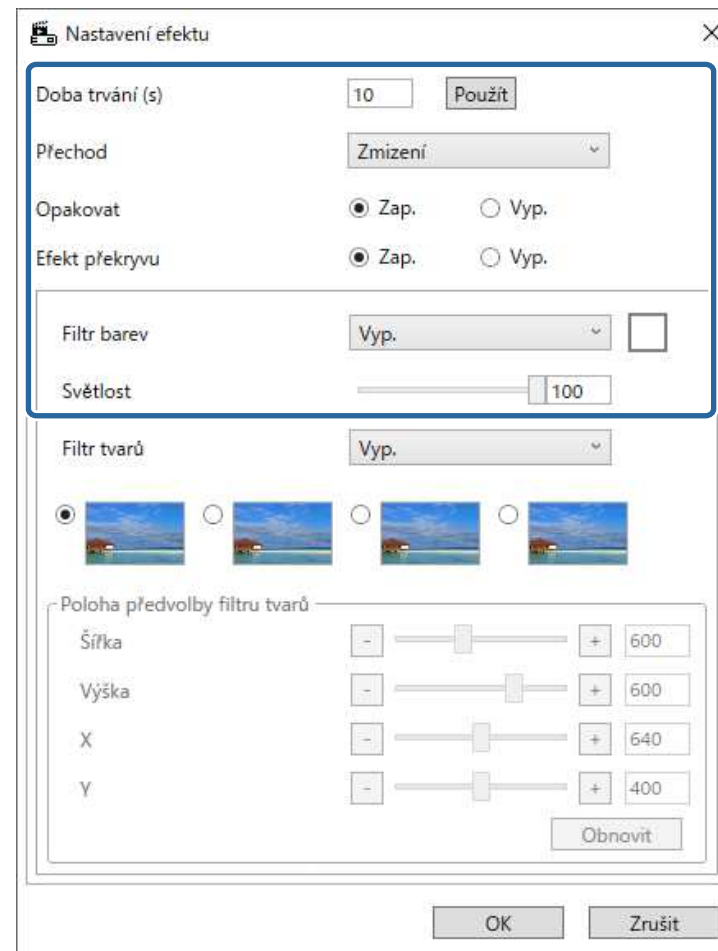 Nastavení efektu
Doba trvání (s) 10 Použít
Přechod Zmizení
Opakovat Zap. Vyp.
Efekt překryvu Zap. Vyp.
Filtr barev Vyp.
Světlost 100
Filtr tvarů Vyp.
Poloha předvolby filtru tvarů
Šířka - + 600
Výška - + 600
X - + 640
Y - + 400
Obnovit
OK Zrušit